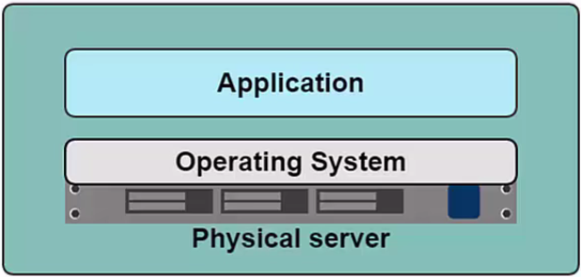 Application
Operating System
Physical server